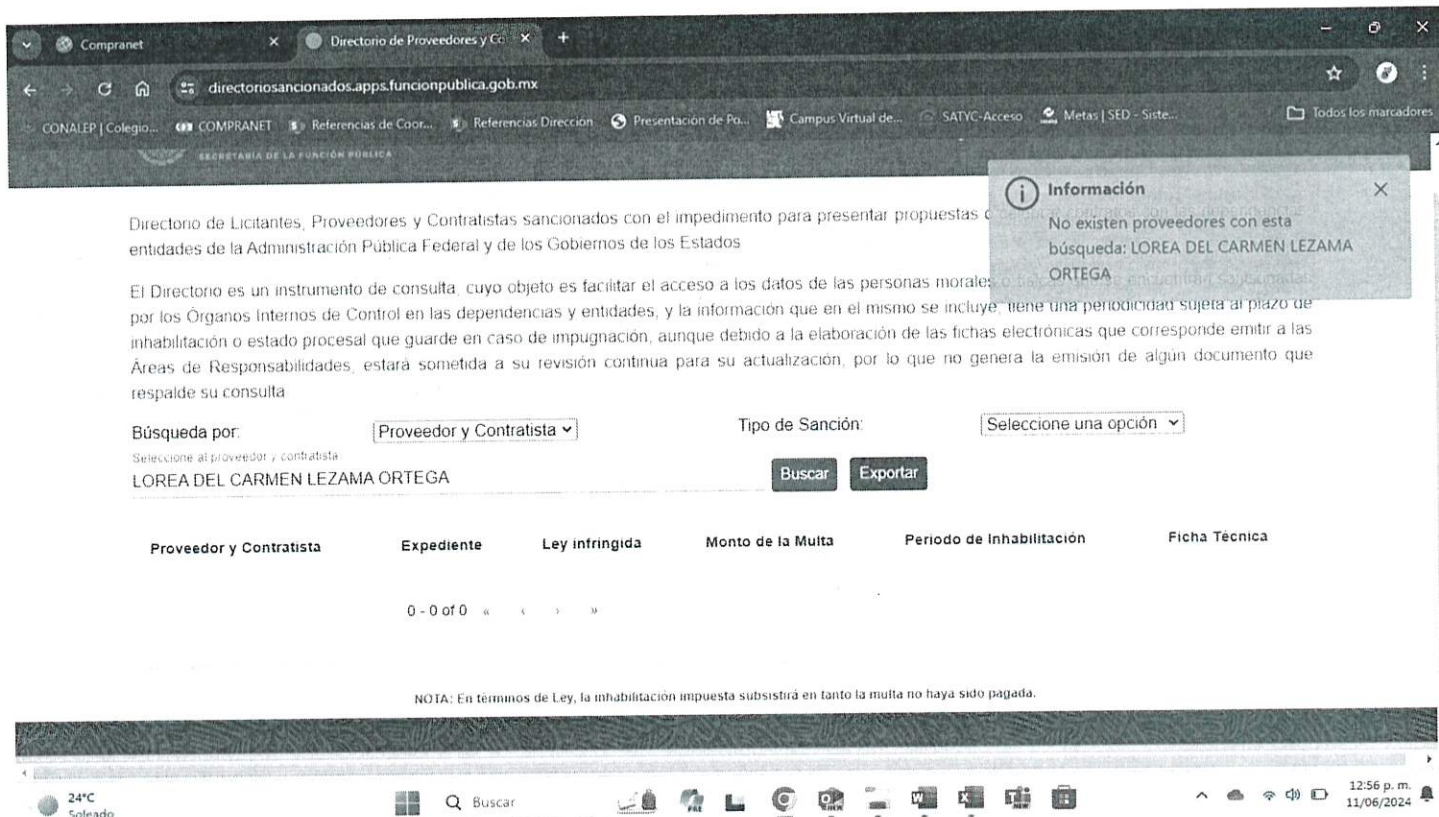 Compranet
Directorio de Proveedores y Co
directoriosancionados.apps.funcionpublica.gob.mx
CONALEP | Colegio... COMPRANET Referencias de Coor... Referencias Dirección Presentación de Po... Campus Virtual de... SATYC-Acceso Metas | SED - Siste... Todos los marcadores
SECRETARÍA DE LA FUNCIÓN PÚBLICA
Información
No existen proveedores con esta
búsqueda: LOREA DEL CARMEN LEZAMA
ORTEGA
Directorio de Licitantes, Proveedores y Contratistas sancionados con el impedimento para presentar propuestas
entidades de la Administración Pública Federal y de los Gobiernos de los Estados
El Directorio es un instrumento de consulta, cuyo objeto es facilitar el acceso a los datos de las personas morales
por los Órganos Internos de Control en las dependencias y entidades, y la información que en el mismo se incluye, tiene una periodicidad sujeta al plazo de
inhabilitación o estado procesal que guarde en caso de impugnación, aunque debido a la elaboración de las fichas electrónicas que corresponde emitir a las
Áreas de Responsabilidades, estará sometida a su revisión continua para su actualización, por lo que no genera la emisión de algún documento que
respalde su consulta
Búsqueda por: Proveedor y Contratista Tipo de Sanción: Seleccione una opción
Seleccione al proveedor y contratista
LOREA DEL CARMEN LEZAMA ORTEGA Buscar Exportar
Proveedor y Contratista Expediente Ley infringida Monto de la Multa Periodo de Inhabilitación Ficha Técnica
0 - 0 of 0 « ‹ › »
NOTA: En términos de Ley, la inhabilitación impuesta subsistirá en tanto la multa no haya sido pagada.
24°C
Soleado
Buscar
12:56 p. m.
11/06/2024